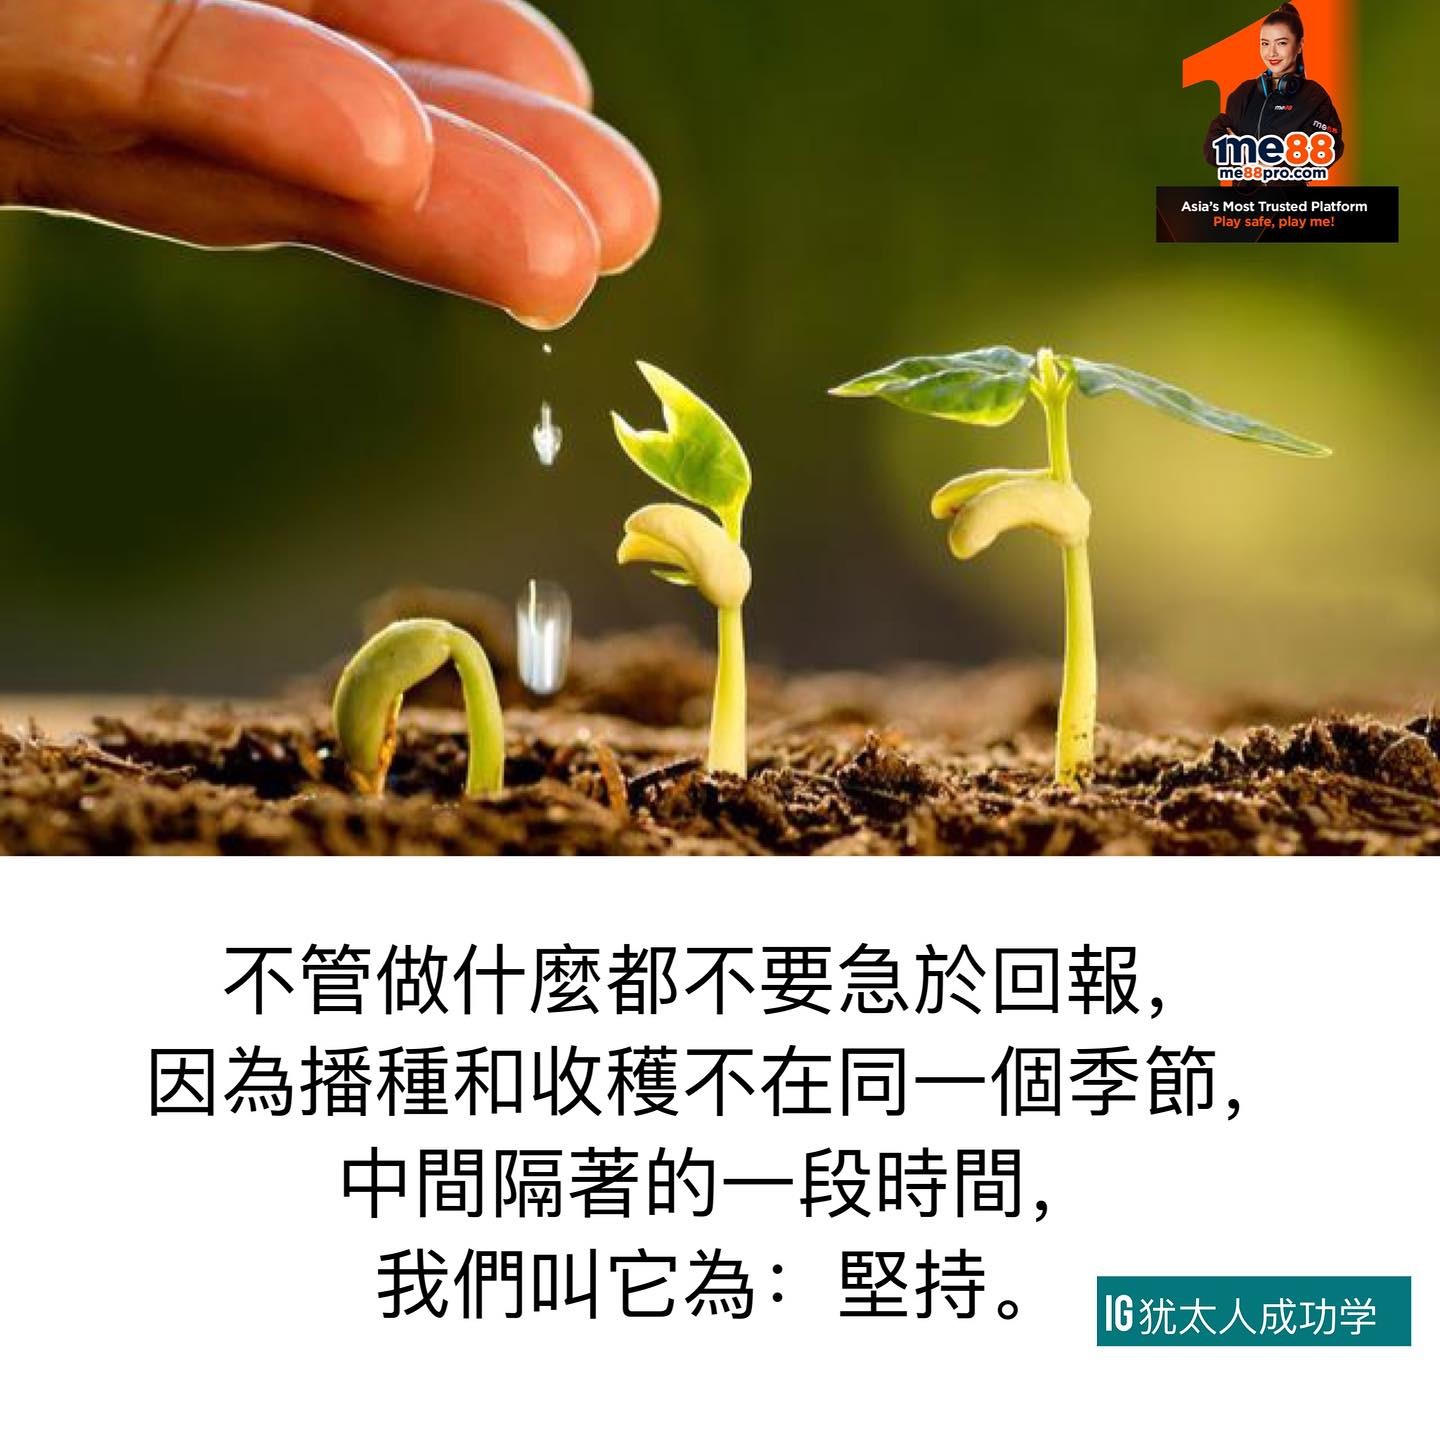 me88
me88
me88
me88pro.com
Asia's Most Trusted Platform
Play safe, play me!
不管做什麼都不要急於回報，
因為播種和收穫不在同一個季節，
中間隔著的一段時間，
我們叫它為：堅持。
IG犹太人成功学